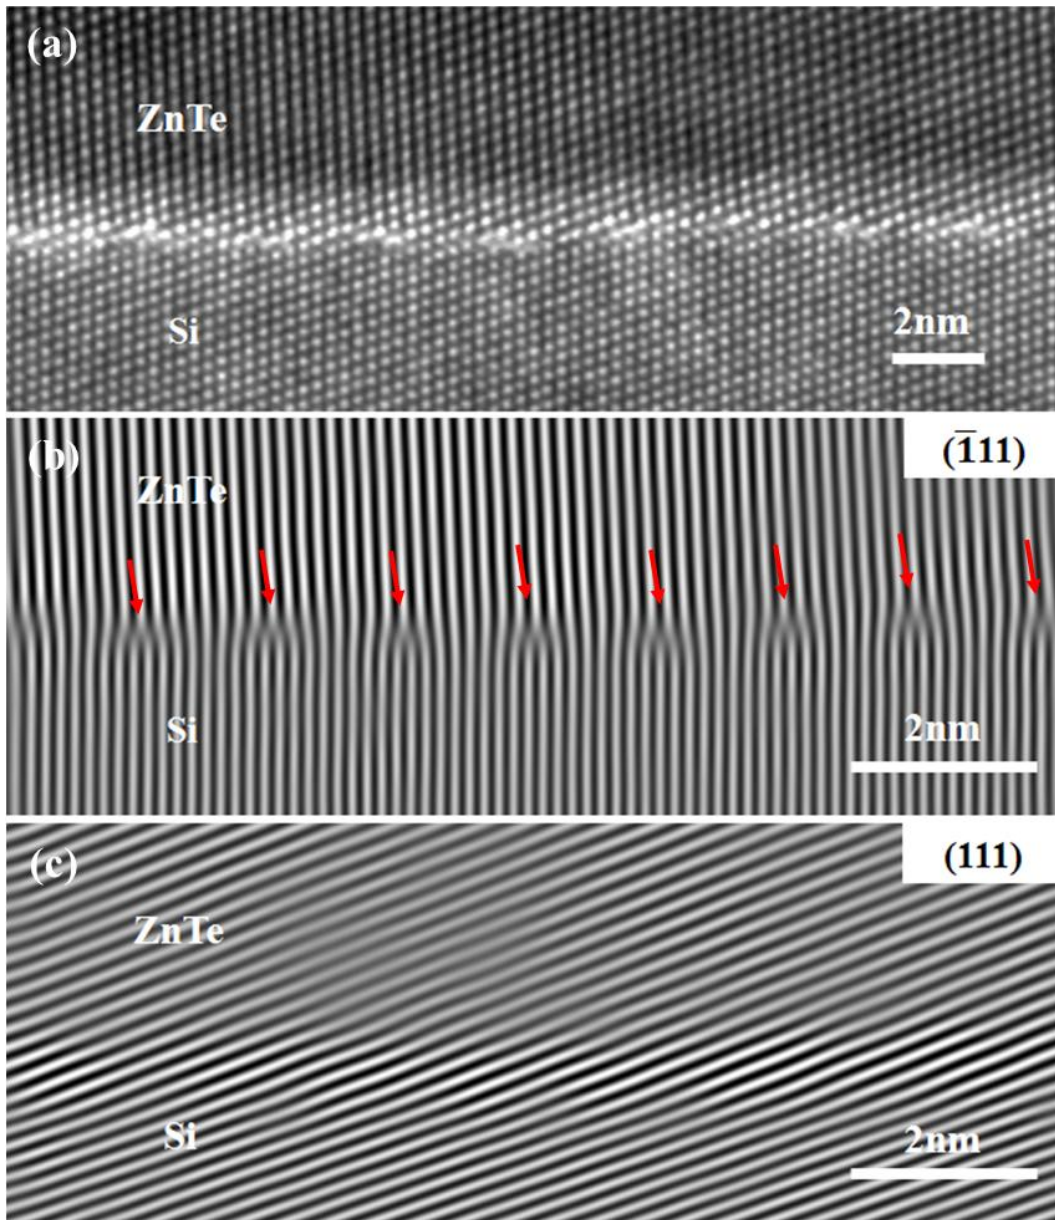 (a)
ZnTe
Si
2nm
(b)
(1̅11)
ZnTe
Si
2nm
(c)
(111)
ZnTe
Si
2nm